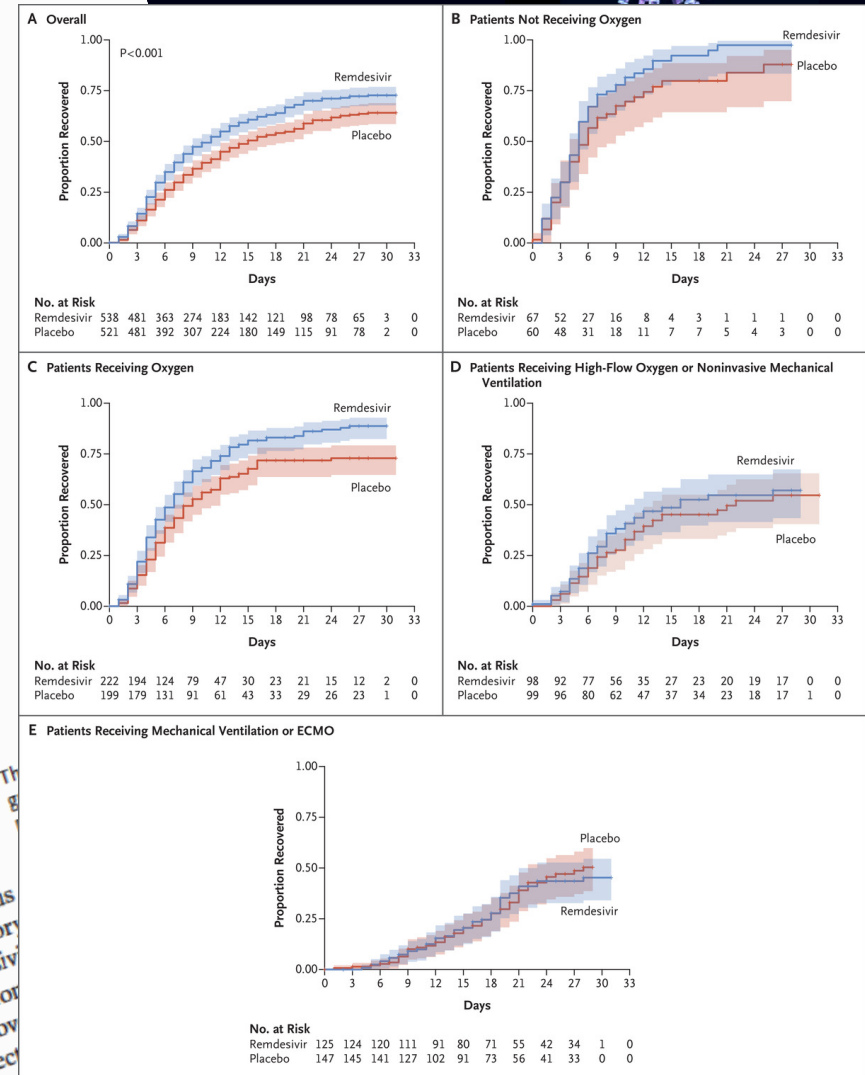 A Overall
1.00
P<0.001
0.75
0.50
0.25
0.00
Proportion Recovered
Remdesivir
Placebo
0 3 6 9 12 15 18 21 24 27 30 33
Days
No. at Risk
Remdesivir 538 481 363 274 183 142 121 98 78 65 3 0
Placebo 521 481 392 307 224 180 149 115 91 78 2 0
B Patients Not Receiving Oxygen
1.00
0.75
0.50
0.25
0.00
Proportion Recovered
Remdesivir
Placebo
0 3 6 9 12 15 18 21 24 27 30 33
Days
No. at Risk
Remdesivir 67 52 27 16 8 4 3 1 1 1 0 0
Placebo 60 48 31 18 11 7 7 5 4 3 0 0
C Patients Receiving Oxygen
1.00
0.75
0.50
0.25
0.00
Proportion Recovered
Remdesivir
Placebo
0 3 6 9 12 15 18 21 24 27 30 33
Days
No. at Risk
Remdesivir 222 194 124 79 47 30 23 21 15 12 2 0
Placebo 199 179 131 91 61 43 33 29 26 23 1 0
D Patients Receiving High-Flow Oxygen or Noninvasive Mechanical
Ventilation
1.00
0.75
0.50
0.25
0.00
Proportion Recovered
Remdesivir
Placebo
0 3 6 9 12 15 18 21 24 27 30 33
Days
No. at Risk
Remdesivir 98 92 77 56 35 27 23 20 19 17 0 0
Placebo 99 96 80 62 47 37 34 23 18 17 1 0
E Patients Receiving Mechanical Ventilation or ECMO
1.00
0.75
0.50
0.25
0.00
Proportion Recovered
Placebo
Remdesivir
0 3 6 9 12 15 18 21 24 27 30 33
Days
No. at Risk
Remdesivir 125 124 120 111 91 80 71 55 42 34 1 0
Placebo 147 145 141 127 102 91 73 56 41 33 0 0